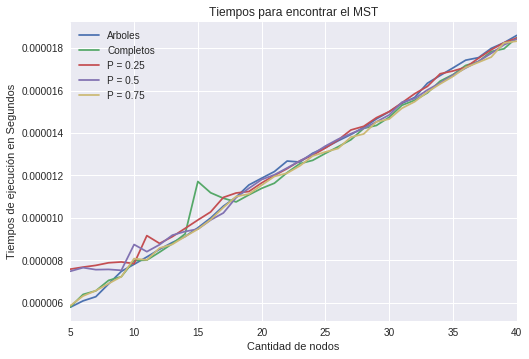 Tiempos para encontrar el MST
Arboles
Completos
P = 0.25
P = 0.5
P = 0.75
Tiempos de ejecución en Segundos
0.000018
0.000016
0.000014
0.000012
0.000010
0.000008
0.000006
5
10
15
20
25
30
35
40
Cantidad de nodos